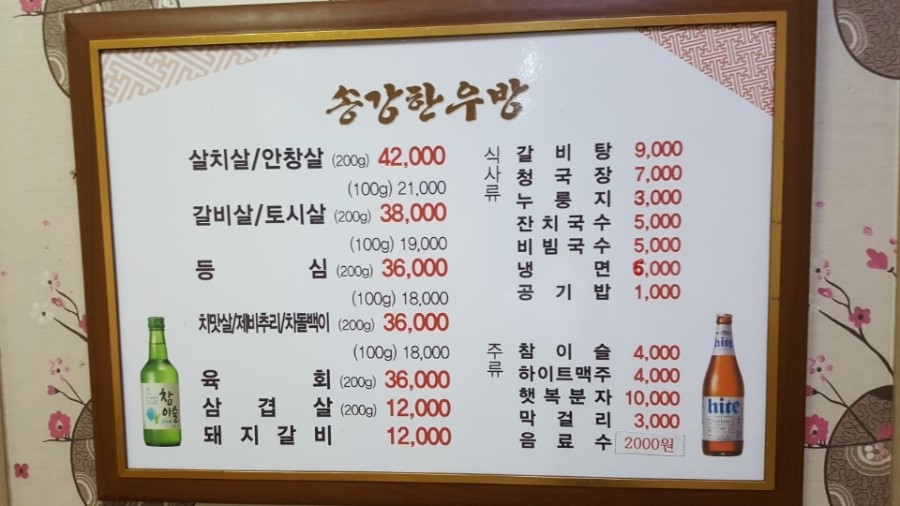 송강한우방
살치살/안창살 (200g) 42,000
(100g) 21,000
갈비살/토시살 (200g) 38,000
(100g) 19,000
등심 (200g) 36,000
(100g) 18,000
치맛살/제비추리/차돌백이 (200g) 36,000
(100g) 18,000
육회 (200g) 36,000
삼겹살 (200g) 12,000
돼지갈비 12,000
식사류
갈비탕 9,000
청국장 7,000
누룽지 3,000
잔치국수 5,000
비빔국수 5,000
냉면 6,000
공기밥 1,000
주류
참이슬 4,000
하이트맥주 4,000
햇복분자 10,000
막걸리 3,000
음료수 2000원
참이슬
hite
hite